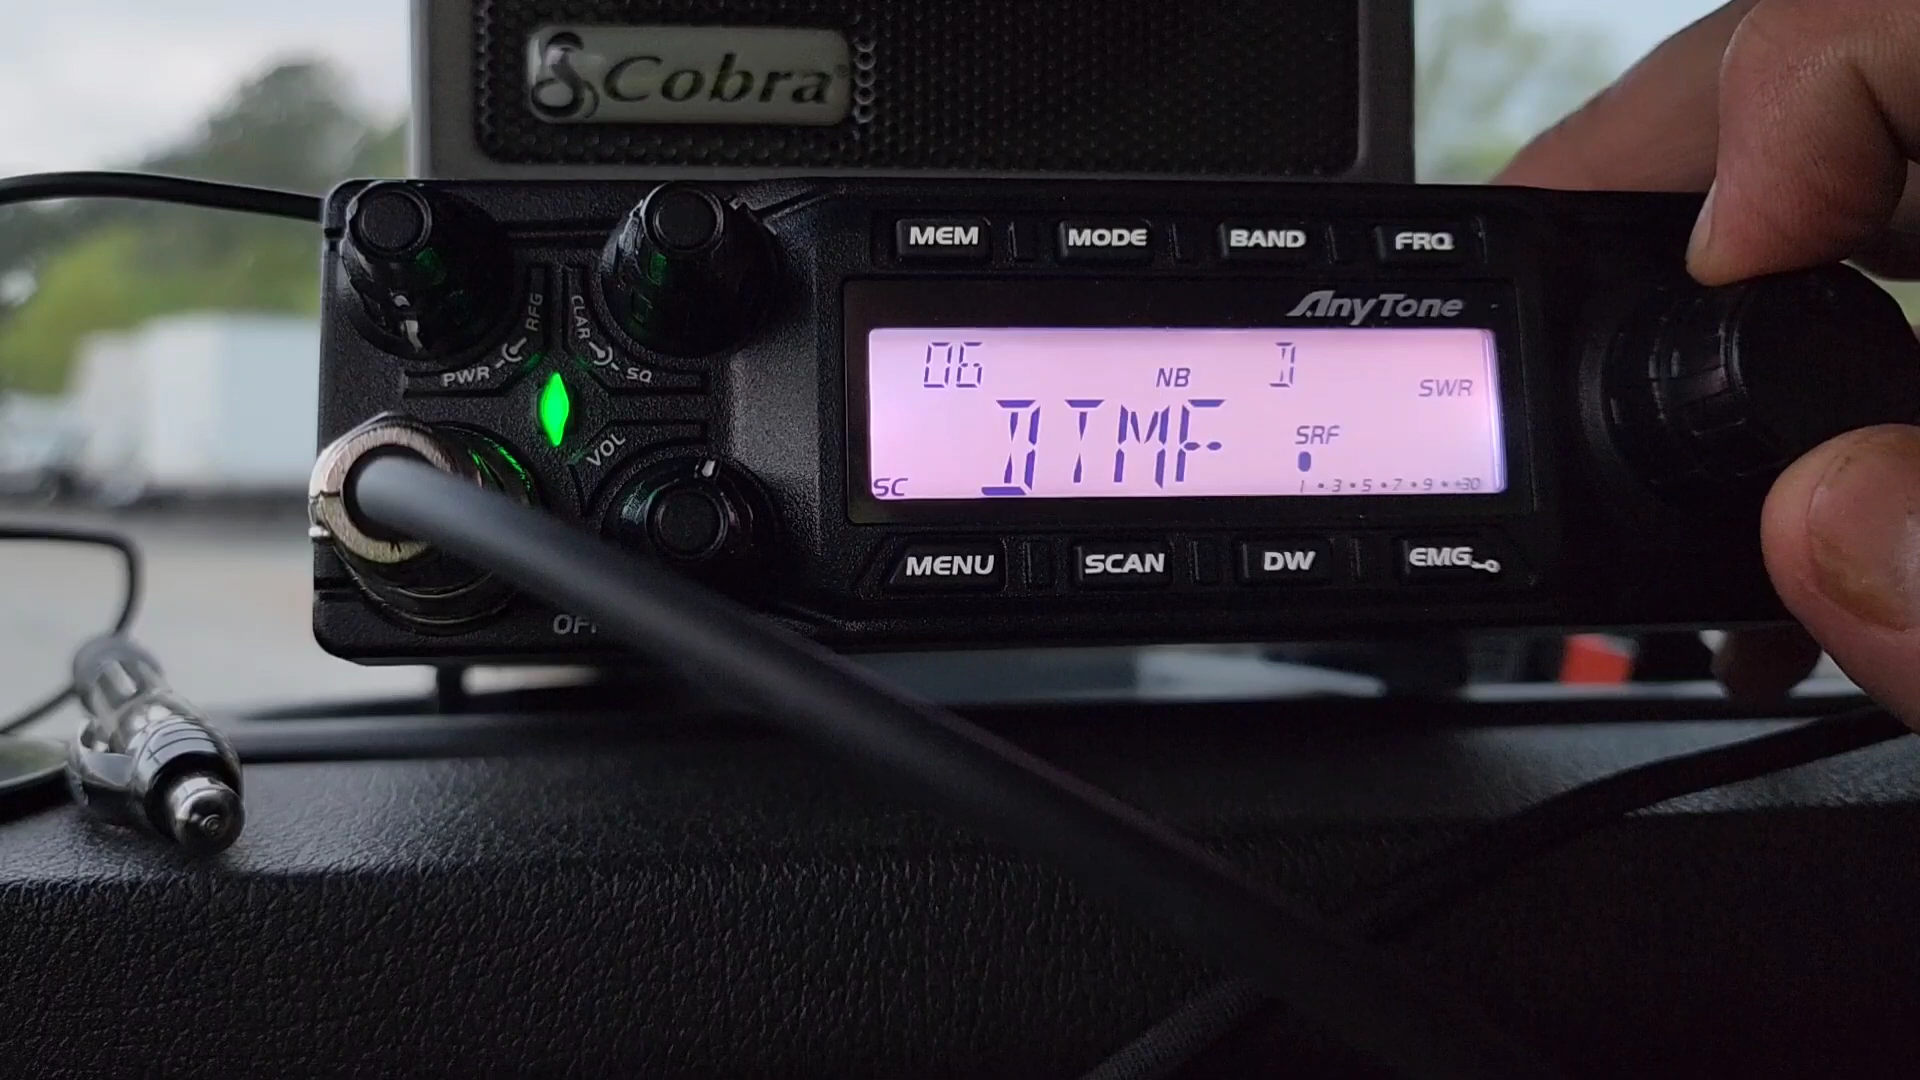 Cobra
MEM MODE BAND FRQ
AnyTone
RFG CLAR
PWR SQ
06 NB D SWR
DTMF SRF
SC 1 • 3 • 5 • 7 • 9 • +30
VOL
MENU SCAN DW EMG